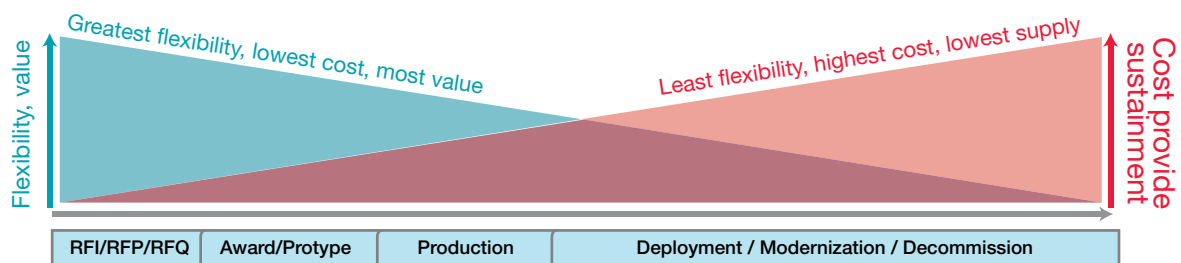 Greatest flexibility, lowest cost, most value
Least flexibility, highest cost, lowest supply
Flexibility, value
Cost provide
sustainment
RFI/RFP/RFQ
Award/Protype
Production
Deployment / Modernization / Decommission